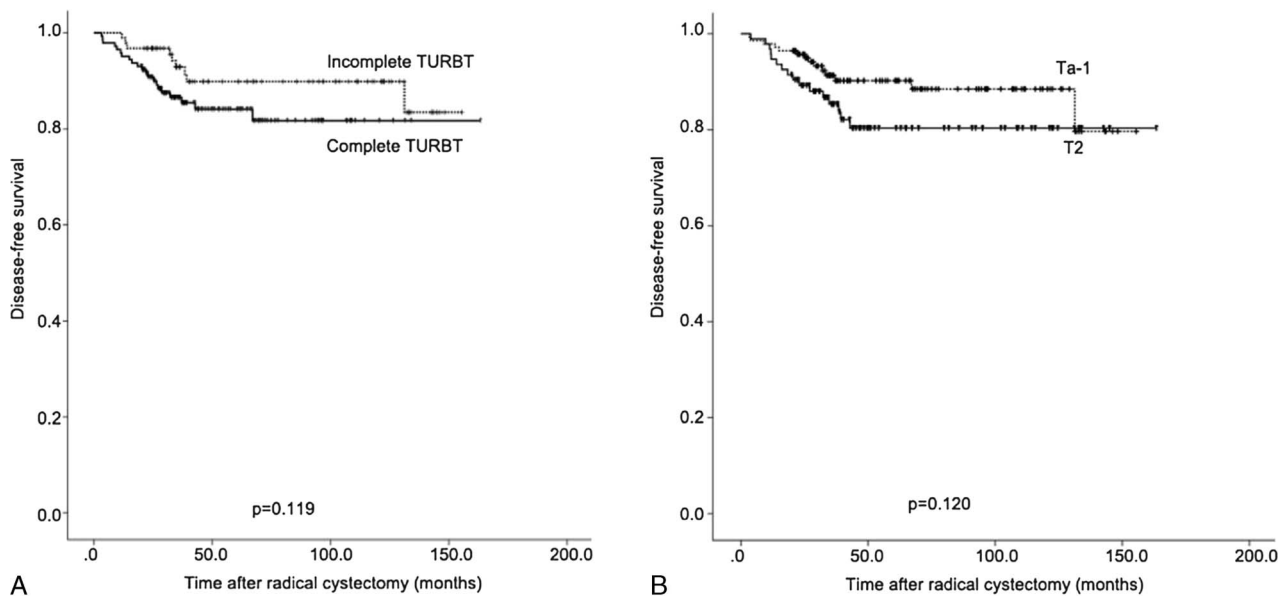 1.0
0.8
0.6
0.4
0.2
0.0
Disease-free survival
Incomplete TURBT
Complete TURBT
p=0.119
.0 50.0 100.0 150.0 200.0
Time after radical cystectomy (months)
A
1.0
0.8
0.6
0.4
0.2
0.0
Disease-free survival
Ta-1
T2
p=0.120
.0 50.0 100.0 150.0 200.0
Time after radical cystectomy (months)
B